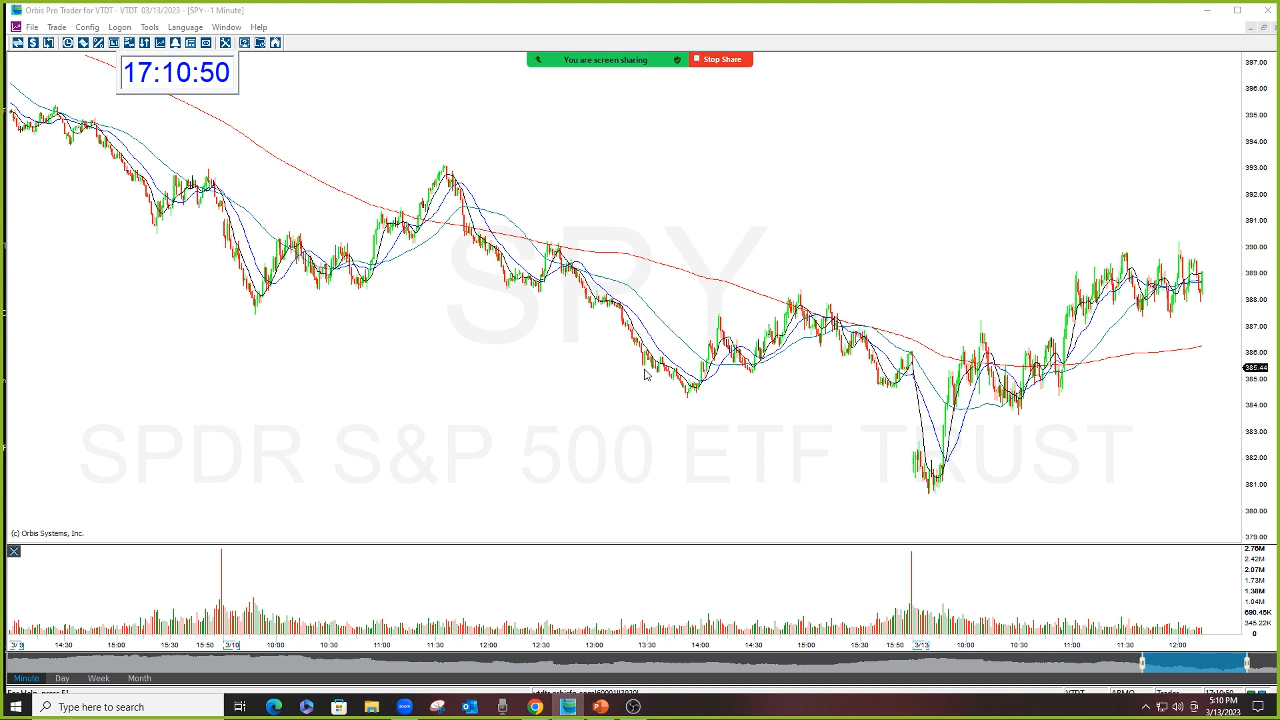 Orbis Pro Trader for VTDT - VTDT 03/13/2023 - [SPY--1 Minute]
File Trade Config Logon Tools Language Window Help
17:10:50
You are screen sharing Stop Share
397.00
396.00
395.00
394.00
393.00
392.00
391.00
390.00
389.00
388.00
387.00
386.00
385.44
385.00
384.00
383.00
382.00
381.00
380.00
379.00
SPY
SPDR S&P 500 ETF TRUST
(c) Orbis Systems, Inc.
2.76M
2.42M
2.07M
1.73M
1.38M
1.04M
690.45K
345.22K
0
14:30 15:00 15:30 15:50 3/10 10:00 10:30 11:00 11:30 12:00 12:30 13:00 13:30 14:00 14:30 15:00 15:30 15:50 3/13 10:00 10:30 11:00 11:30 12:00
Minute Day Week Month
Type here to search
zoom
5:10 PM
3/13/2023